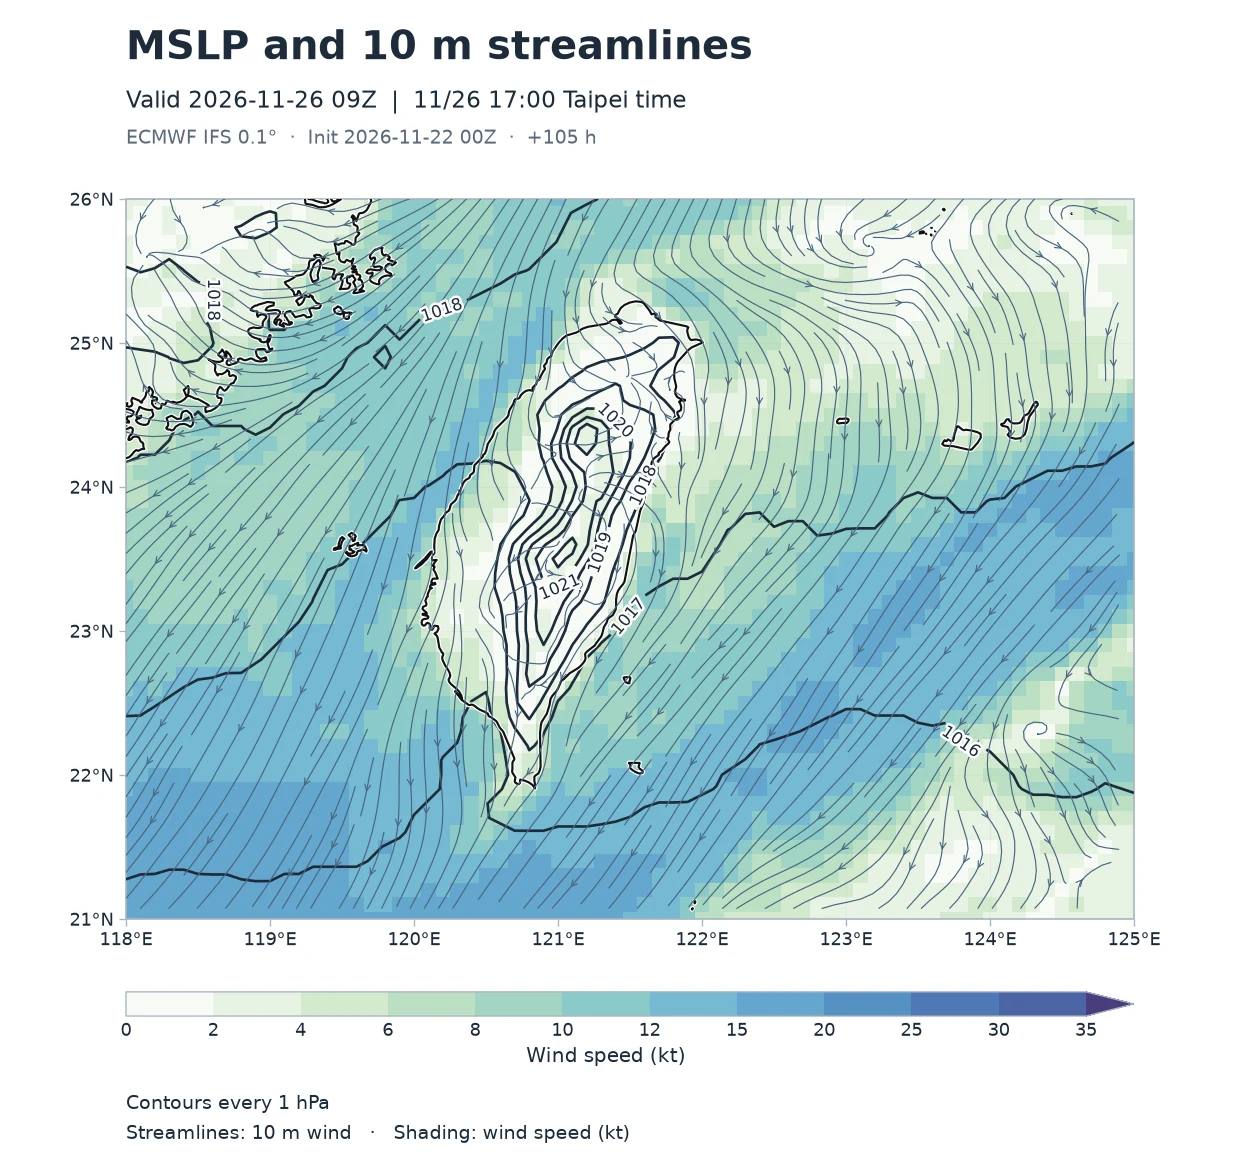 MSLP and 10 m streamlines
Valid 2026-11-26 09Z | 11/26 17:00 Taipei time
ECMWF IFS 0.1° · Init 2026-11-22 00Z · +105 h
26°N
25°N
24°N
23°N
22°N
21°N
1018
1018
1020
1018
1019
1021
1017
1016
118°E 119°E 120°E 121°E 122°E 123°E 124°E 125°E
0 2 4 6 8 10 12 15 20 25 30 35
Wind speed (kt)
Contours every 1 hPa
Streamlines: 10 m wind · Shading: wind speed (kt)